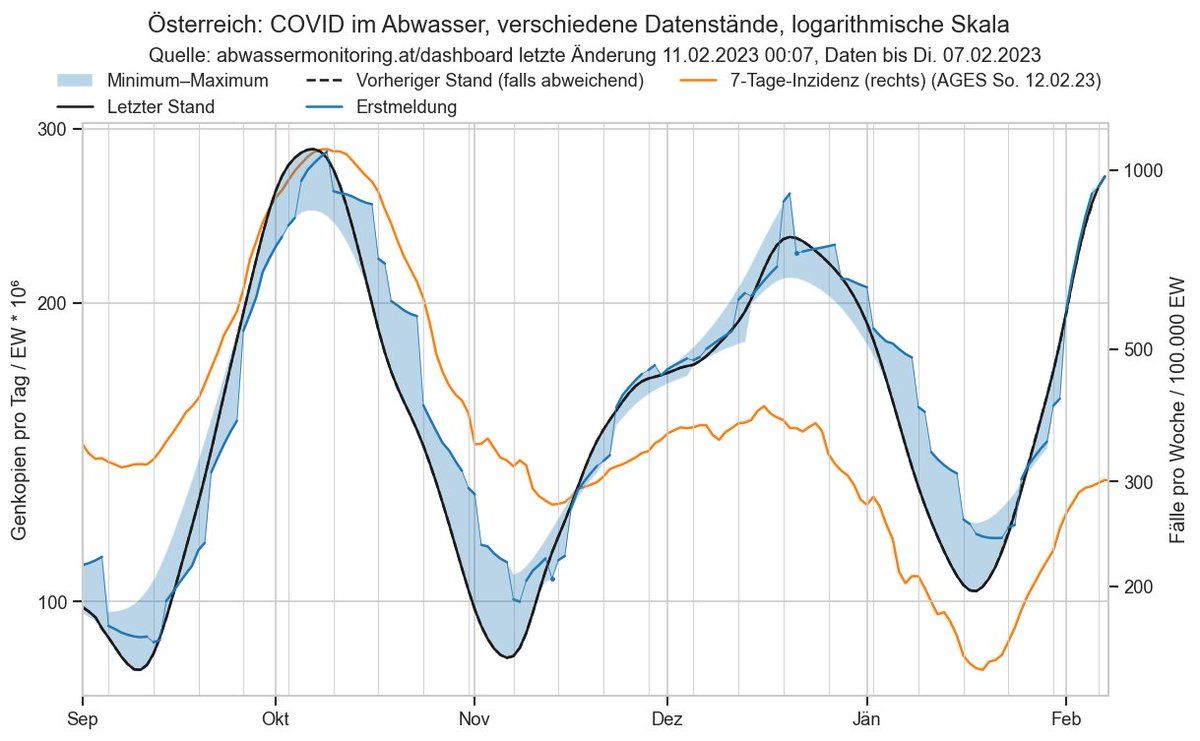 Österreich: COVID im Abwasser, verschiedene Datenstände, logarithmische Skala
Quelle: abwassermonitoring.at/dashboard letzte Änderung 11.02.2023 00:07, Daten bis Di. 07.02.2023
Minimum–Maximum
Vorheriger Stand (falls abweichend)
7-Tage-Inzidenz (rechts) (AGES So. 12.02.23)
Letzter Stand
Erstmeldung
Genkopien pro Tag / EW * 10⁶
300
200
100
1000
500
300
200
Fälle pro Woche / 100.000 EW
Sep
Okt
Nov
Dez
Jän
Feb